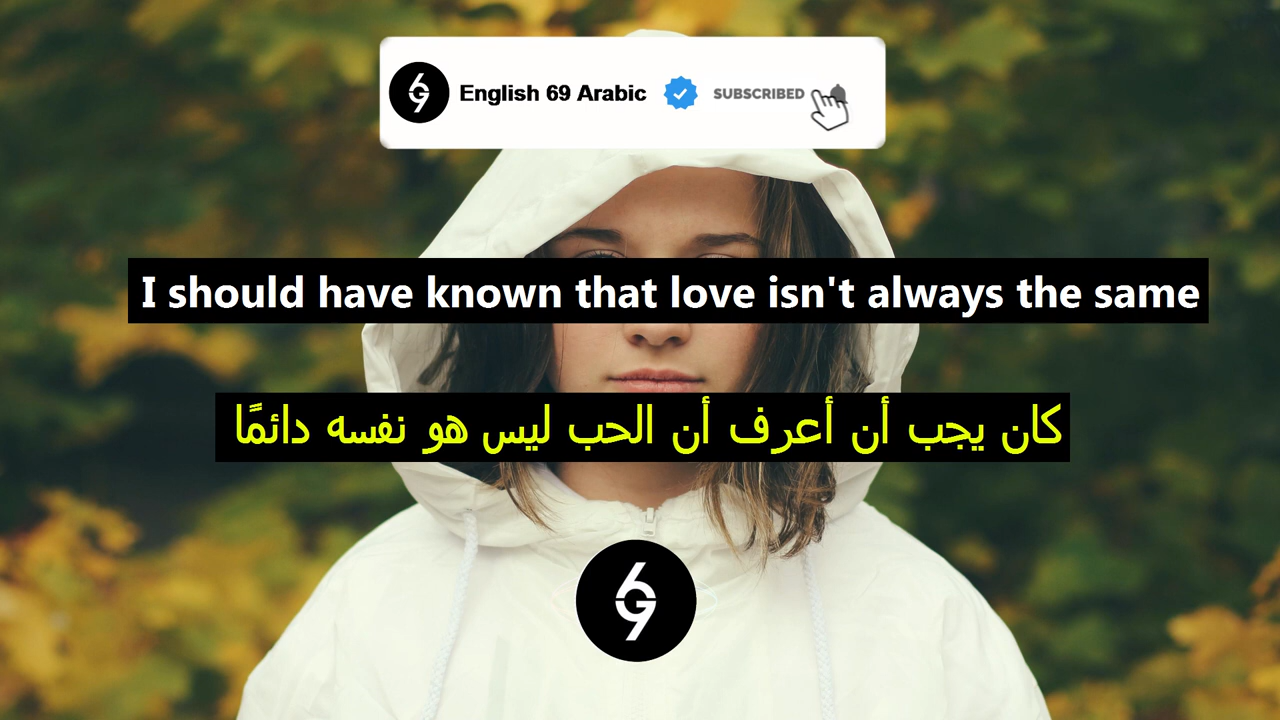 English 69 Arabic SUBSCRIBED
I should have known that love isn't always the same
كان يجب أن أعرف أن الحب ليس هو نفسه دائمًا
69